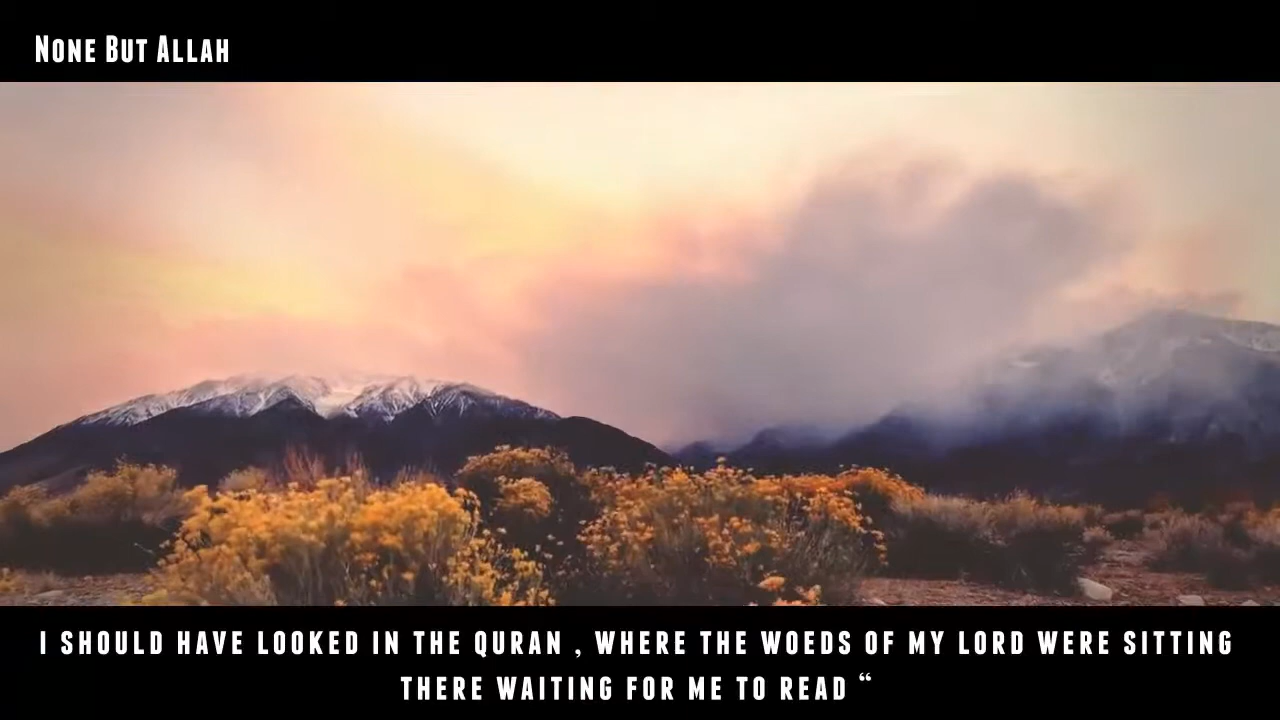 None But Allah
I SHOULD HAVE LOOKED IN THE QURAN , WHERE THE WOEDS OF MY LORD WERE SITTING
THERE WAITING FOR ME TO READ “